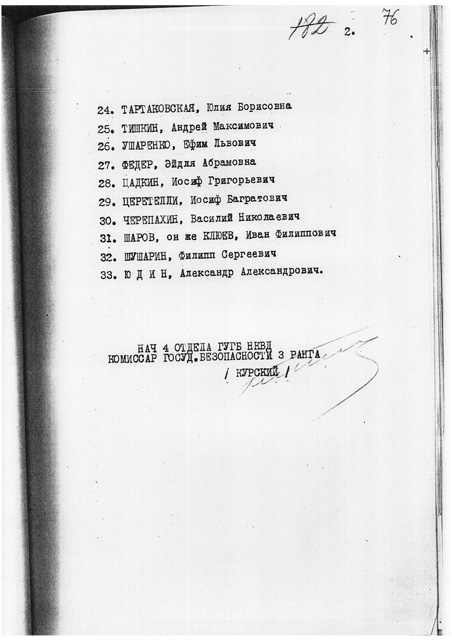 182 2. 76
24. ТАРТАКОВСКАЯ, Юлия Борисовна
25. ТИШКИН, Андрей Максимович
26. УШАРЕНКО, Ефим Львович
27. ФЕДЕР, Эйдля Абрамовна
28. ЦАДКИН, Иосиф Григорьевич
29. ЦЕРЕТЕЛЛИ, Иосиф Багратович
30. ЧЕРЕПАХИН, Василий Николаевич
31. ШАРОВ, он же КЛЮЕВ, Иван Филиппович
32. ШУШАРИН, Филипп Сергеевич
33. Ю Д И Н, Александр Александрович.
НАЧ 4 ОТДЕЛА ГУГБ НКВД
КОМИССАР ГОСУД.БЕЗОПАСНОСТИ 3 РАНГА
/ КУРСКИЙ /